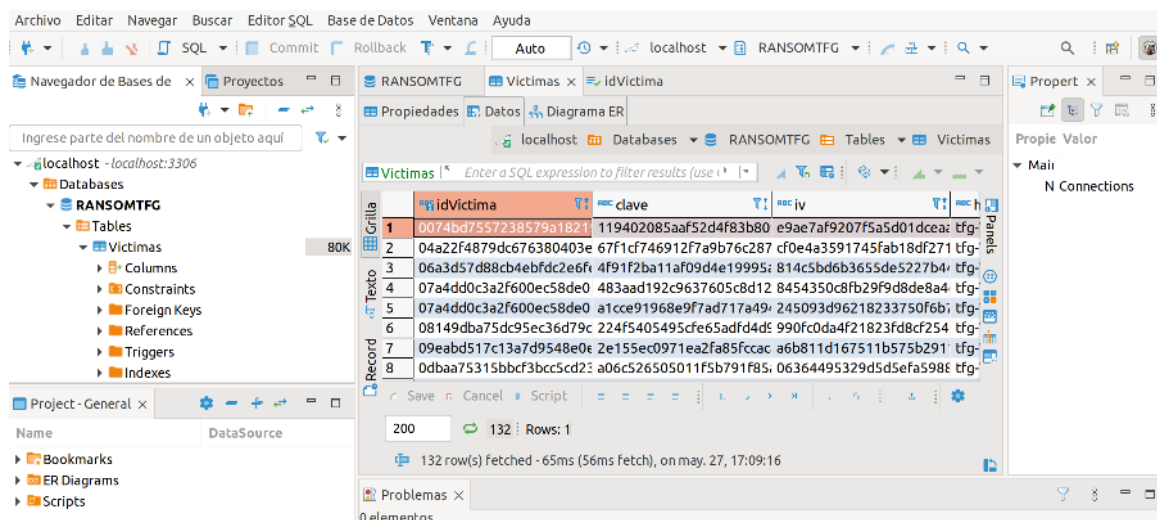 Archivo Editar Navegar Buscar Editor SQL Base de Datos Ventana Ayuda
SQL Commit Rollback Auto localhost RANSOMTFG
Navegador de Bases de Proyectos
RANSOMTFG Victimas idVictima
Propert
Propiedades Datos Diagrama ER
Ingrese parte del nombre de un objeto aquí
localhost Databases RANSOMTFG Tables Victimas
Propie Valor
Main
N Connections
localhost - localhost:3306
Databases
RANSOMTFG
Tables
Victimas 80K
Columns
Constraints
Foreign Keys
References
Triggers
Indexes
Victimas Enter a SQL expression to filter results (use
Grilla
Texto
Record
Panels
idVictima clave iv h
1 0074bd7557238579a1821 119402085aaf52d4f83b80 e9ae7af9207f5a5d01dcea tfg-
2 04a22f4879dc676380403e 67f1cf746912f7a9b76c287 cf0e4a3591745fab18df271 tfg-
3 06a3d57d88cb4ebfdc2e6f 4f91f2ba11af09d4e19995 814c5bd6b3655de5227b4 tfg-
4 07a4dd0c3a2f600ec58de0 483aad192c9637605c8d12 8454350c8fb29f9d8de8a tfg-
5 07a4dd0c3a2f600ec58de0 a1cce91968e9f7ad717a49 245093d96218233750f6b tfg-
6 08149dba75dc95ec36d79 224f5405495cfe65adfd4d 990fc0da4f21823fd8cf254 tfg-
7 09eabd517c13a7d9548e0 2e155ec0971ea2fa85fccac a6b811d167511b575b291 tfg-
8 0dbaa75315bbcf3bcc5cd2 a06c526505011f5b791f85 06364495329d5d5efa598 tfg-
Save Cancel Script
200 132 Rows: 1
132 row(s) fetched - 65ms (56ms fetch), on may. 27, 17:09:16
Project - General
Name DataSource
Bookmarks
ER Diagrams
Scripts
Problemas
0 elementos